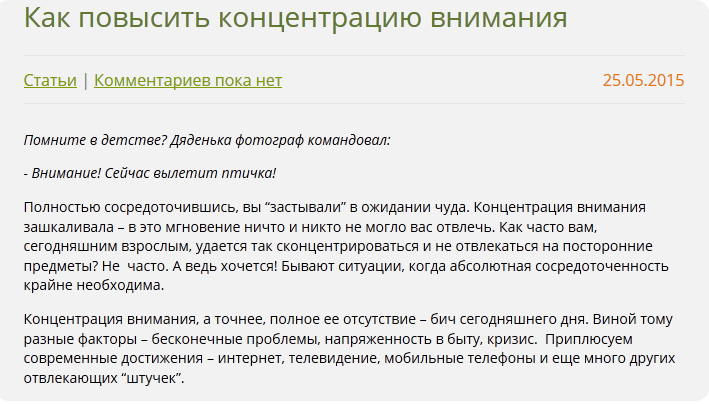 Как повысить концентрацию внимания
Статьи | Комментариев пока нет 25.05.2015
Помните в детстве? Дяденька фотограф командовал:
- Внимание! Сейчас вылетит птичка!
Полностью сосредоточившись, вы “застывали” в ожидании чуда. Концентрация внимания
зашкаливала – в это мгновение ничто и никто не могло вас отвлечь. Как часто вам,
сегодняшним взрослым, удается так сконцентрироваться и не отвлекаться на посторонние
предметы? Не  часто. А ведь хочется! Бывают ситуации, когда абсолютная сосредоточенность
крайне необходима.
Концентрация внимания, а точнее, полное ее отсутствие – бич сегодняшнего дня. Виной тому
разные факторы – бесконечные проблемы, напряженность в быту, кризис.  Приплюсуем
современные достижения – интернет, телевидение, мобильные телефоны и еще много других
отвлекающих “штучек”.